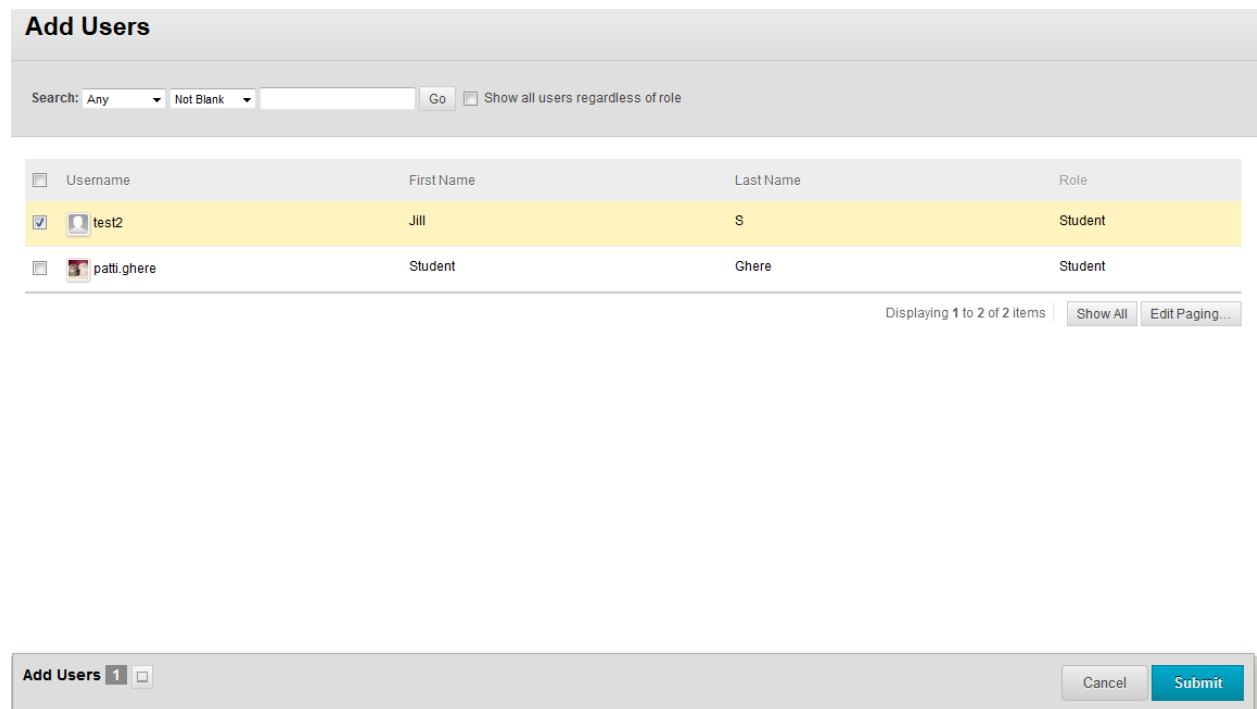 Add Users
Search: Any Not Blank Go Show all users regardless of role
Username First Name Last Name Role
test2 Jill S Student
patti.ghere Student Ghere Student
Displaying 1 to 2 of 2 items Show All Edit Paging...
Add Users 1 Cancel Submit